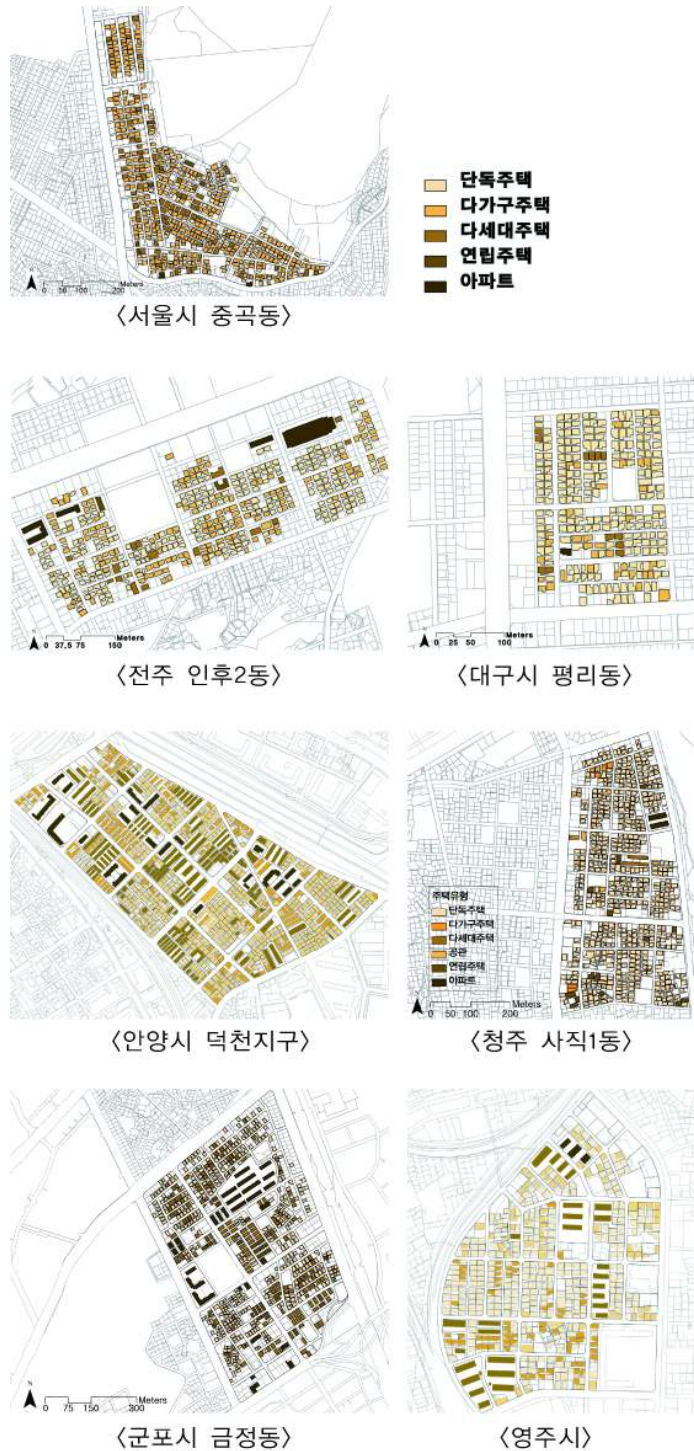 단독주택
다가구주택
다세대주택
연립주택
아파트
N
0 50 100 200 Meters
<서울시 중곡동>
N
0 37.5 75 150 Meters
<전주 인후2동>
N
0 25 50 100 Meters
<대구시 평리동>
<안양시 덕천지구>
주택유형
단독주택
다가구주택
다세대주택
공관
연립주택
아파트
N
0 50 100 200 Meters
<청주 사직1동>
N
0 75 150 300 Meters
<군포시 금정동>
<영주시>